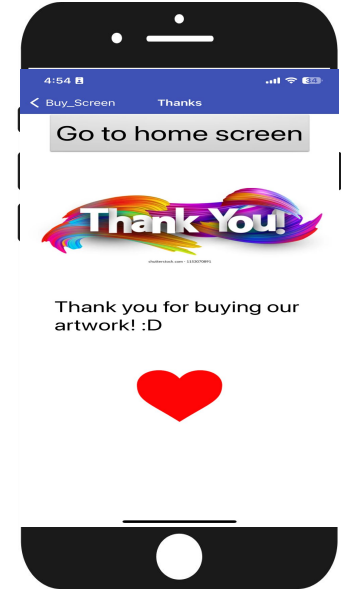 4:54
34
Buy_Screen
Thanks
Go to home screen
Thank You!
Thank you for buying our
artwork! :D